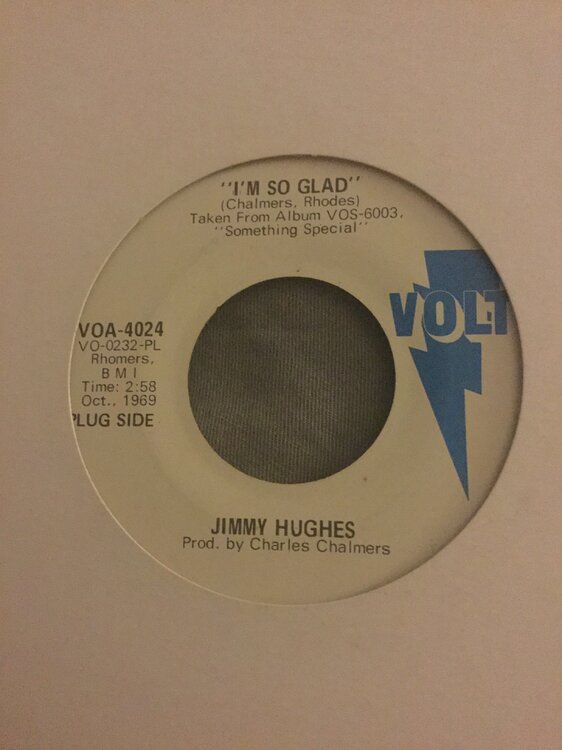 "I'M SO GLAD"
(Chalmers, Rhodes)
Taken From Album VOS-6003,
"Something Special"
VOLT
VOA-4024
VO-0232-PL
Rhomers,
B M I
Time: 2:58
Oct., 1969
PLUG SIDE
JIMMY HUGHES
Prod. by Charles Chalmers